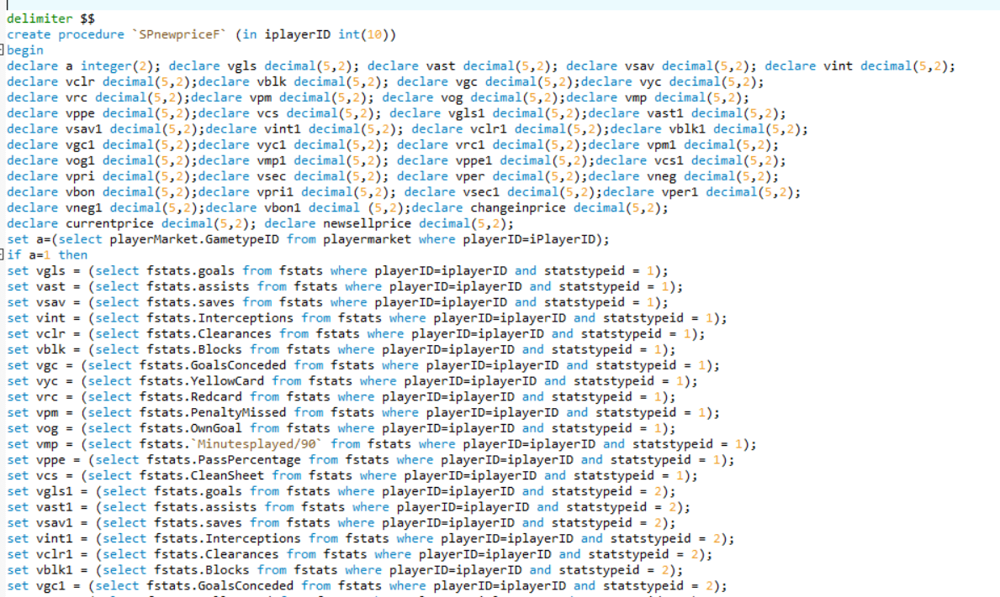 delimiter $$
create procedure `SPnewpriceF` (in iplayerID int(10))
begin
declare a integer(2); declare vgls decimal(5,2); declare vast decimal(5,2); declare vsav decimal(5,2); declare vint decimal(5,2);
declare vclr decimal(5,2);declare vblk decimal(5,2); declare vgc decimal(5,2);declare vyc decimal(5,2);
declare vrc decimal(5,2);declare vpm decimal(5,2); declare vog decimal(5,2);declare vmp decimal(5,2);
declare vppe decimal(5,2);declare vcs decimal(5,2); declare vgls1 decimal(5,2);declare vast1 decimal(5,2);
declare vsav1 decimal(5,2);declare vint1 decimal(5,2); declare vclr1 decimal(5,2);declare vblk1 decimal(5,2);
declare vgc1 decimal(5,2);declare vyc1 decimal(5,2); declare vrc1 decimal(5,2);declare vpm1 decimal(5,2);
declare vog1 decimal(5,2);declare vmp1 decimal(5,2); declare vppe1 decimal(5,2);declare vcs1 decimal(5,2);
declare vpri decimal(5,2);declare vsec decimal(5,2); declare vper decimal(5,2);declare vneg decimal(5,2);
declare vbon decimal(5,2);declare vpri1 decimal(5,2); declare vsec1 decimal(5,2);declare vper1 decimal(5,2);
declare vneg1 decimal(5,2);declare vbon1 decimal (5,2);declare changeinprice decimal(5,2);
declare currentprice decimal(5,2); declare newsellprice decimal(5,2);
set a=(select playerMarket.GametypeID from playermarket where playerID=iPlayerID);
if a=1 then
set vgls = (select fstats.goals from fstats where playerID=iplayerID and statstypeid = 1);
set vast = (select fstats.assists from fstats where playerID=iplayerID and statstypeid = 1);
set vsav = (select fstats.saves from fstats where playerID=iplayerID and statstypeid = 1);
set vint = (select fstats.Interceptions from fstats where playerID=iplayerID and statstypeid = 1);
set vclr = (select fstats.Clearances from fstats where playerID=iplayerID and statstypeid = 1);
set vblk = (select fstats.Blocks from fstats where playerID=iplayerID and statstypeid = 1);
set vgc = (select fstats.GoalsConceded from fstats where playerID=iplayerID and statstypeid = 1);
set vyc = (select fstats.YellowCard from fstats where playerID=iplayerID and statstypeid = 1);
set vrc = (select fstats.Redcard from fstats where playerID=iplayerID and statstypeid = 1);
set vpm = (select fstats.PenaltyMissed from fstats where playerID=iplayerID and statstypeid = 1);
set vog = (select fstats.OwnGoal from fstats where playerID=iplayerID and statstypeid = 1);
set vmp = (select fstats.`Minutesplayed/90` from fstats where playerID=iplayerID and statstypeid = 1);
set vppe = (select fstats.PassPercentage from fstats where playerID=iplayerID and statstypeid = 1);
set vcs = (select fstats.CleanSheet from fstats where playerID=iplayerID and statstypeid = 1);
set vgls1 = (select fstats.goals from fstats where playerID=iplayerID and statstypeid = 2);
set vast1 = (select fstats.assists from fstats where playerID=iplayerID and statstypeid = 2);
set vsav1 = (select fstats.saves from fstats where playerID=iplayerID and statstypeid = 2);
set vint1 = (select fstats.Interceptions from fstats where playerID=iplayerID and statstypeid = 2);
set vclr1 = (select fstats.Clearances from fstats where playerID=iplayerID and statstypeid = 2);
set vblk1 = (select fstats.Blocks from fstats where playerID=iplayerID and statstypeid = 2);
set vgc1 = (select fstats.GoalsConceded from fstats where playerID=iplayerID and statstypeid = 2);